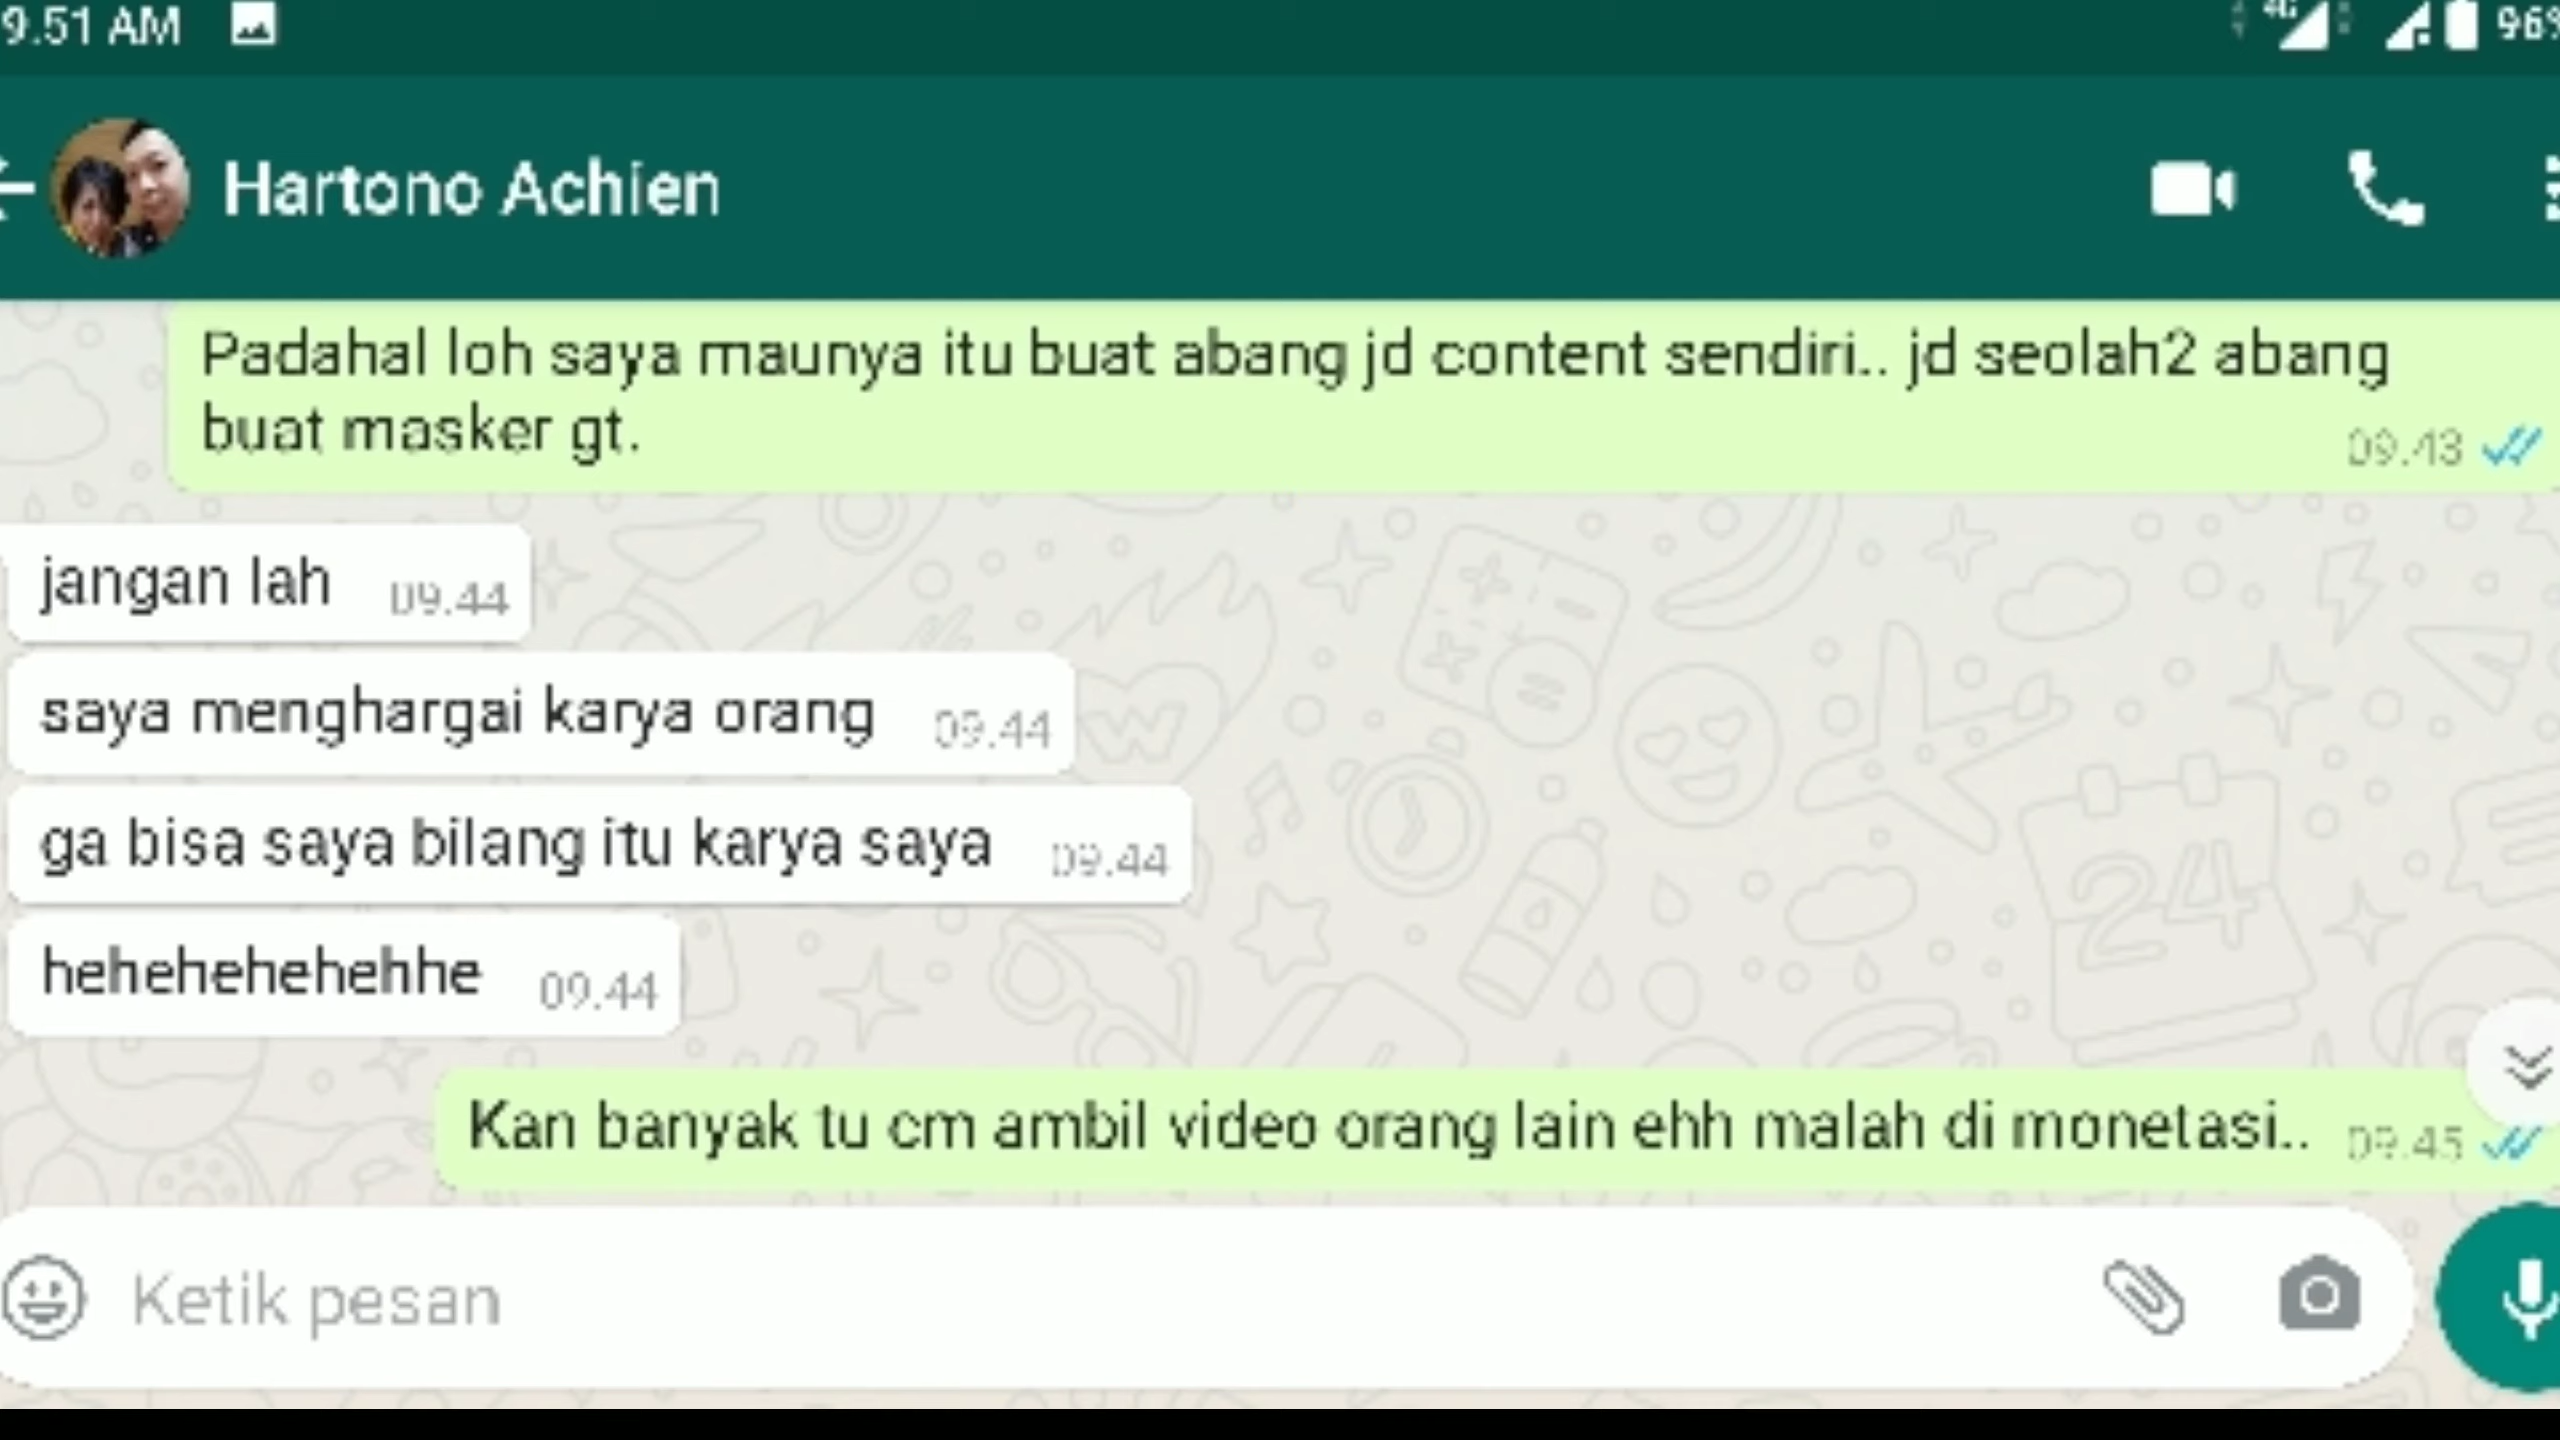 9.51 AM
4G
96%
Hartono Achien
Padahal loh saya maunya itu buat abang jd content sendiri.. jd seolah2 abang
buat masker gt.
09.43
jangan lah 09.44
saya menghargai karya orang 09.44
ga bisa saya bilang itu karya saya 09.44
hehehehehehhe 09.44
Kan banyak tu cm ambil video orang lain ehh malah di monetasi.. 09.45
Ketik pesan